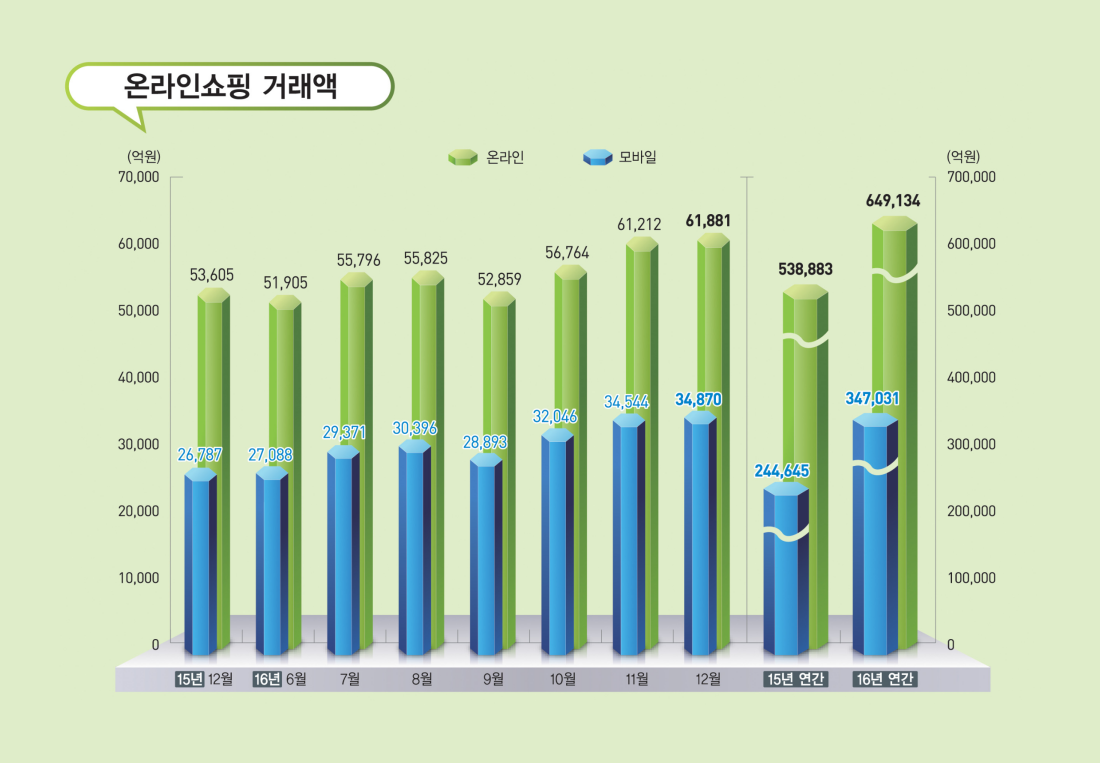 온라인쇼핑 거래액
(억원)
온라인
모바일
(억원)
70,000
60,000
50,000
40,000
30,000
20,000
10,000
0
700,000
600,000
500,000
400,000
300,000
200,000
100,000
0
53,605
51,905
55,796
55,825
52,859
56,764
61,212
61,881
538,883
649,134
26,787
27,088
29,371
30,396
28,893
32,046
34,544
34,870
244,645
347,031
15년 12월
16년 6월
7월
8월
9월
10월
11월
12월
15년 연간
16년 연간